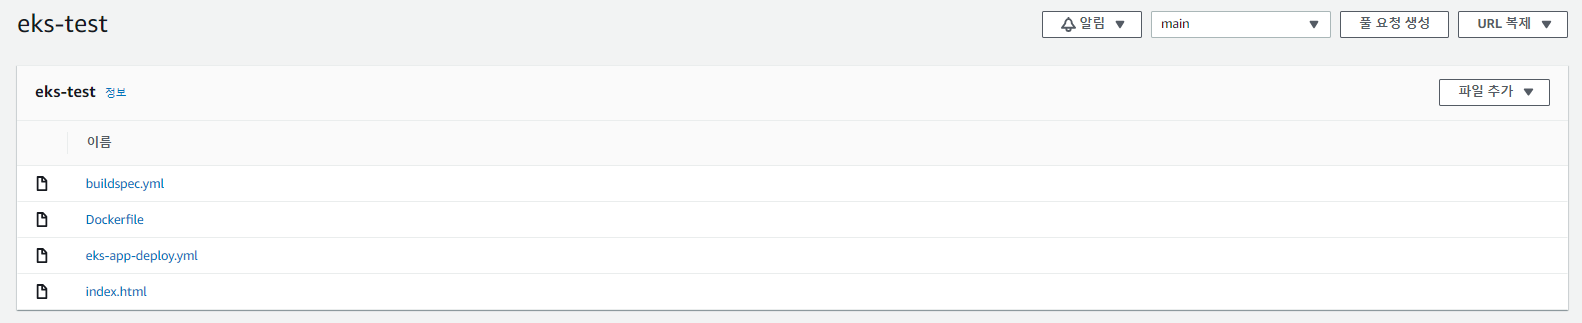 eks-test
알림
main
풀 요청 생성
URL 복제
eks-test 정보
파일 추가
이름
buildspec.yml
Dockerfile
eks-app-deploy.yml
index.html